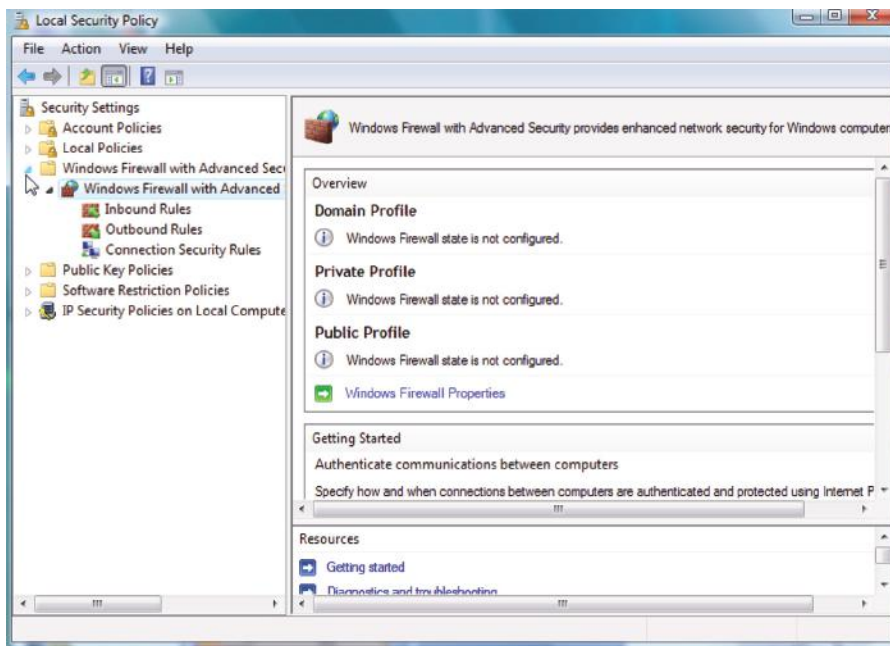 Local Security Policy
File Action View Help
Security Settings
Account Policies
Local Policies
Windows Firewall with Advanced Sec
Windows Firewall with Advanced
Inbound Rules
Outbound Rules
Connection Security Rules
Public Key Policies
Software Restriction Policies
IP Security Policies on Local Compute
Windows Firewall with Advanced Security provides enhanced network security for Windows computer
Overview
Domain Profile
Windows Firewall state is not configured.
Private Profile
Windows Firewall state is not configured.
Public Profile
Windows Firewall state is not configured.
Windows Firewall Properties
Getting Started
Authenticate communications between computers
Specify how and when connections between computers are authenticated and protected using Internet P
Resources
Getting started
Diagnostics and troubleshooting